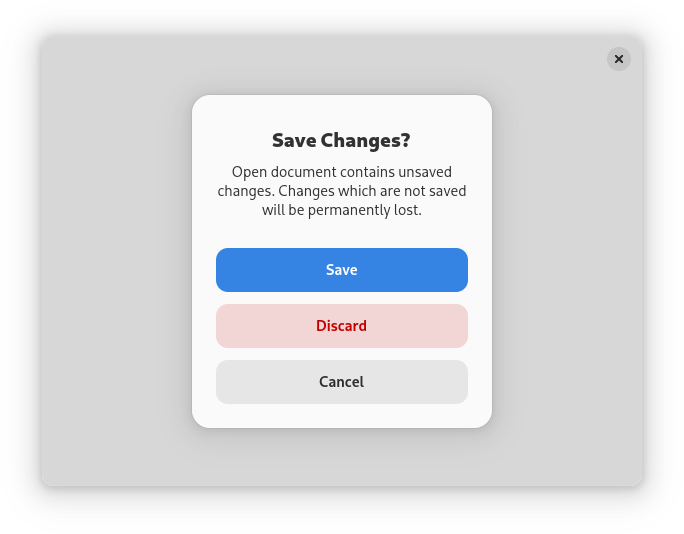 Save Changes?
Open document contains unsaved
changes. Changes which are not saved
will be permanently lost.
Save
Discard
Cancel